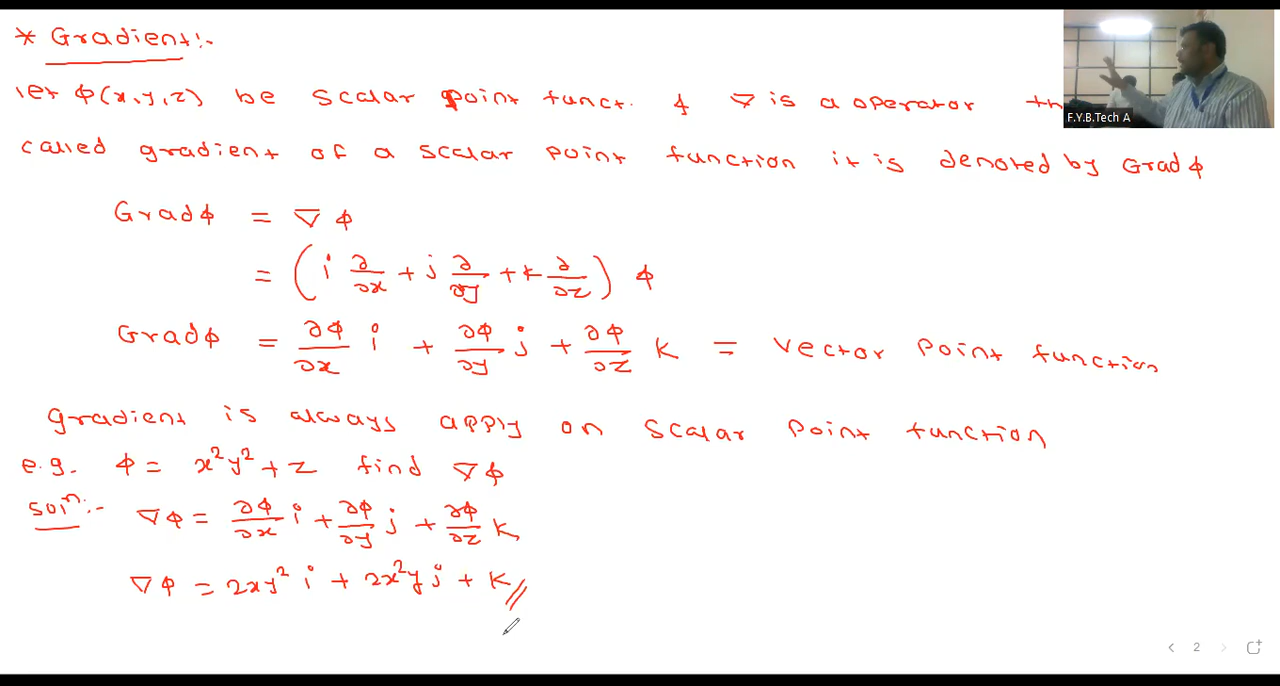 * Gradient:-
let φ(x,y,z) be scalar point funct. & ∇ is a operator
called gradient of a scalar point function it is denoted by Grad φ
Grad φ = ∇ φ
= (i ∂/∂x + j ∂/∂y + k ∂/∂z) φ
Grad φ = ∂φ/∂x i + ∂φ/∂y j + ∂φ/∂z k = vector point function
gradient is always apply on scalar point function
e.g. φ = x²y² + z find ∇φ
Soln:- ∇φ = ∂φ/∂x i + ∂φ/∂y j + ∂φ/∂z k
∇φ = 2xy² i + 2x²y j + k //
F.Y.B.Tech A
< 2 >